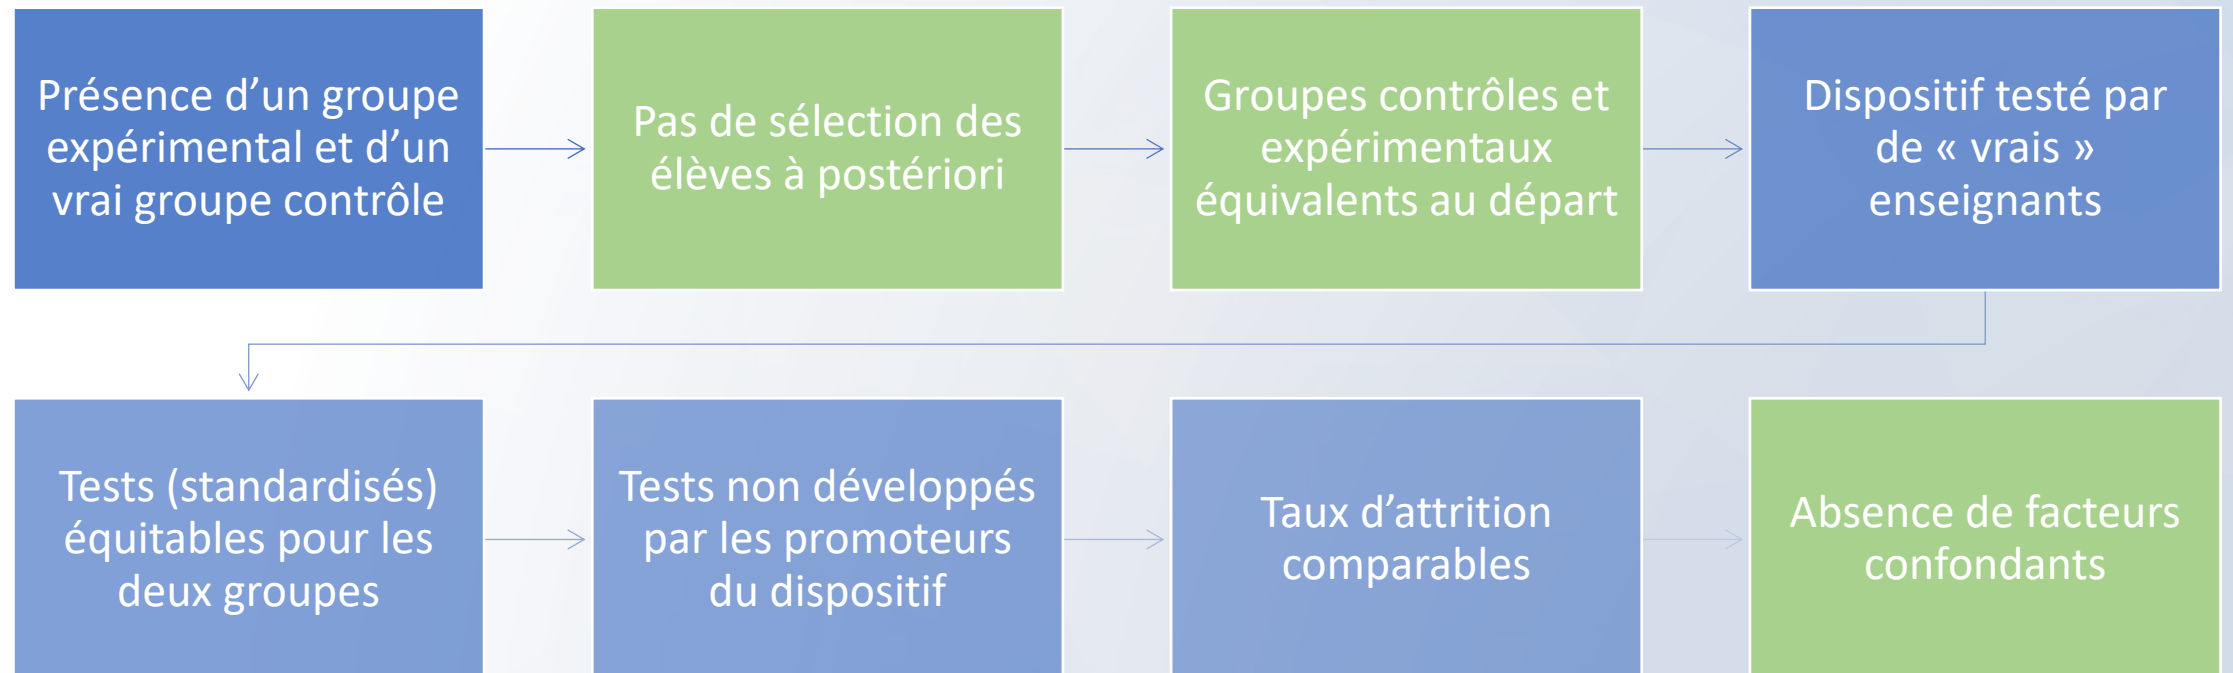 Présence d’un groupe
expérimental et d’un
vrai groupe contrôle
Pas de sélection des
élèves à postériori
Groupes contrôles et
expérimentaux
équivalents au départ
Dispositif testé par
de « vrais »
enseignants
Tests (standardisés)
équitables pour les
deux groupes
Tests non développés
par les promoteurs
du dispositif
Taux d’attrition
comparables
Absence de facteurs
confondants